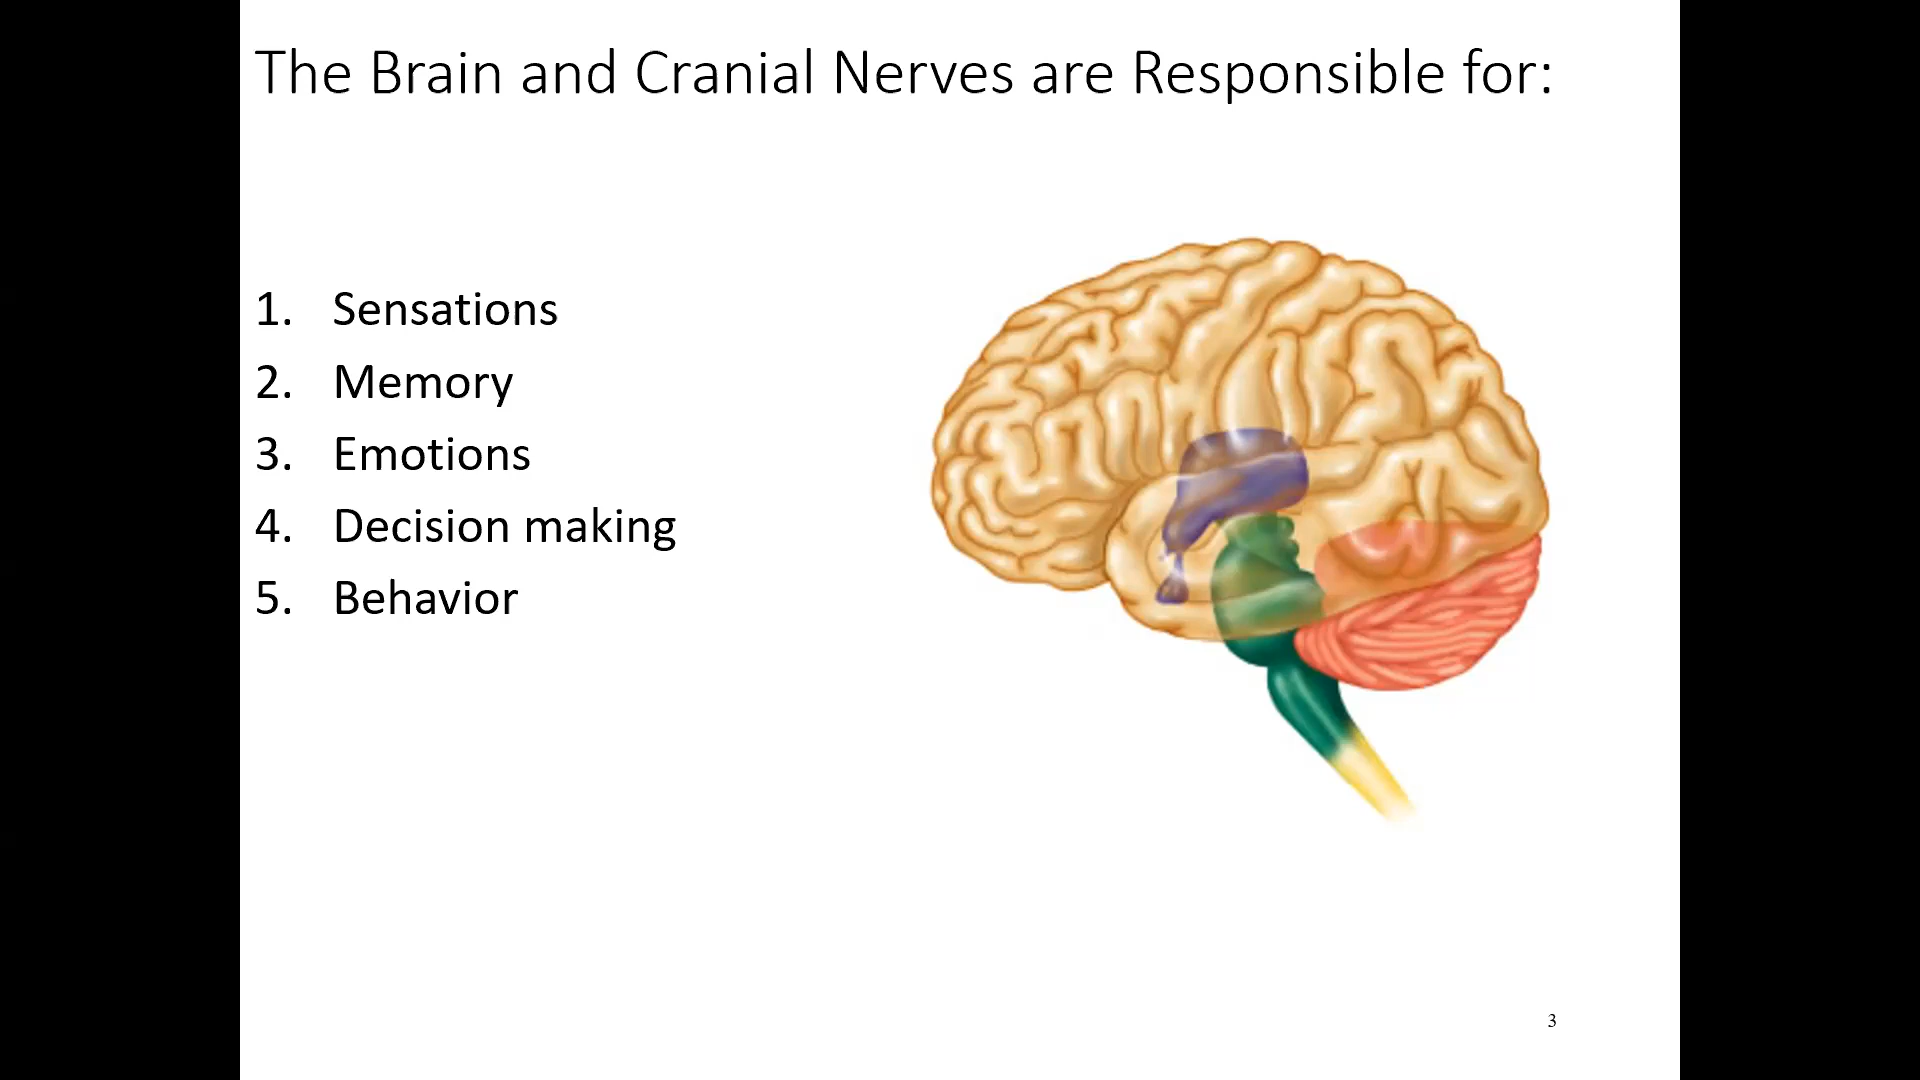 The Brain and Cranial Nerves are Responsible for:
1. Sensations
2. Memory
3. Emotions
4. Decision making
5. Behavior
3